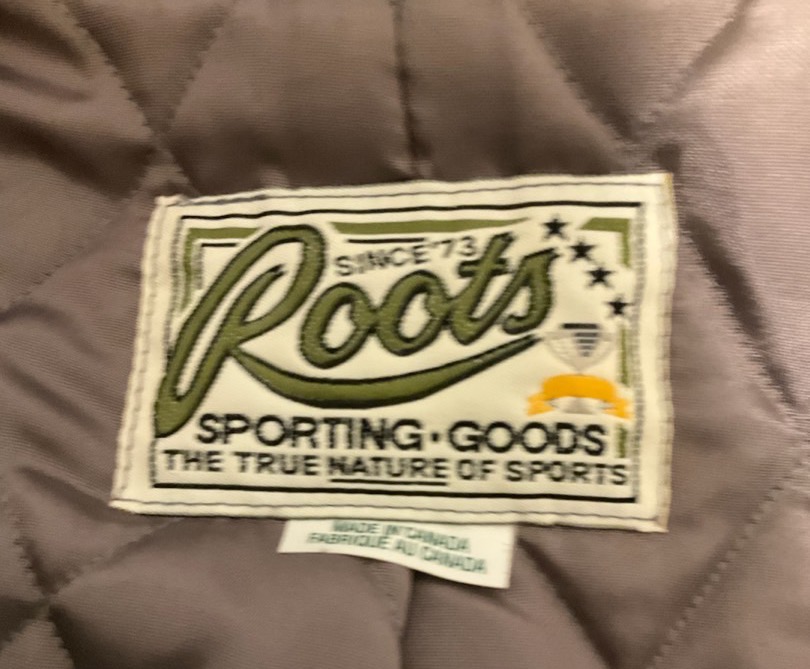 SINCE '73
Roots
SPORTING • GOODS
THE TRUE NATURE OF SPORTS
MADE IN CANADA
FABRIQUÉ AU CANADA